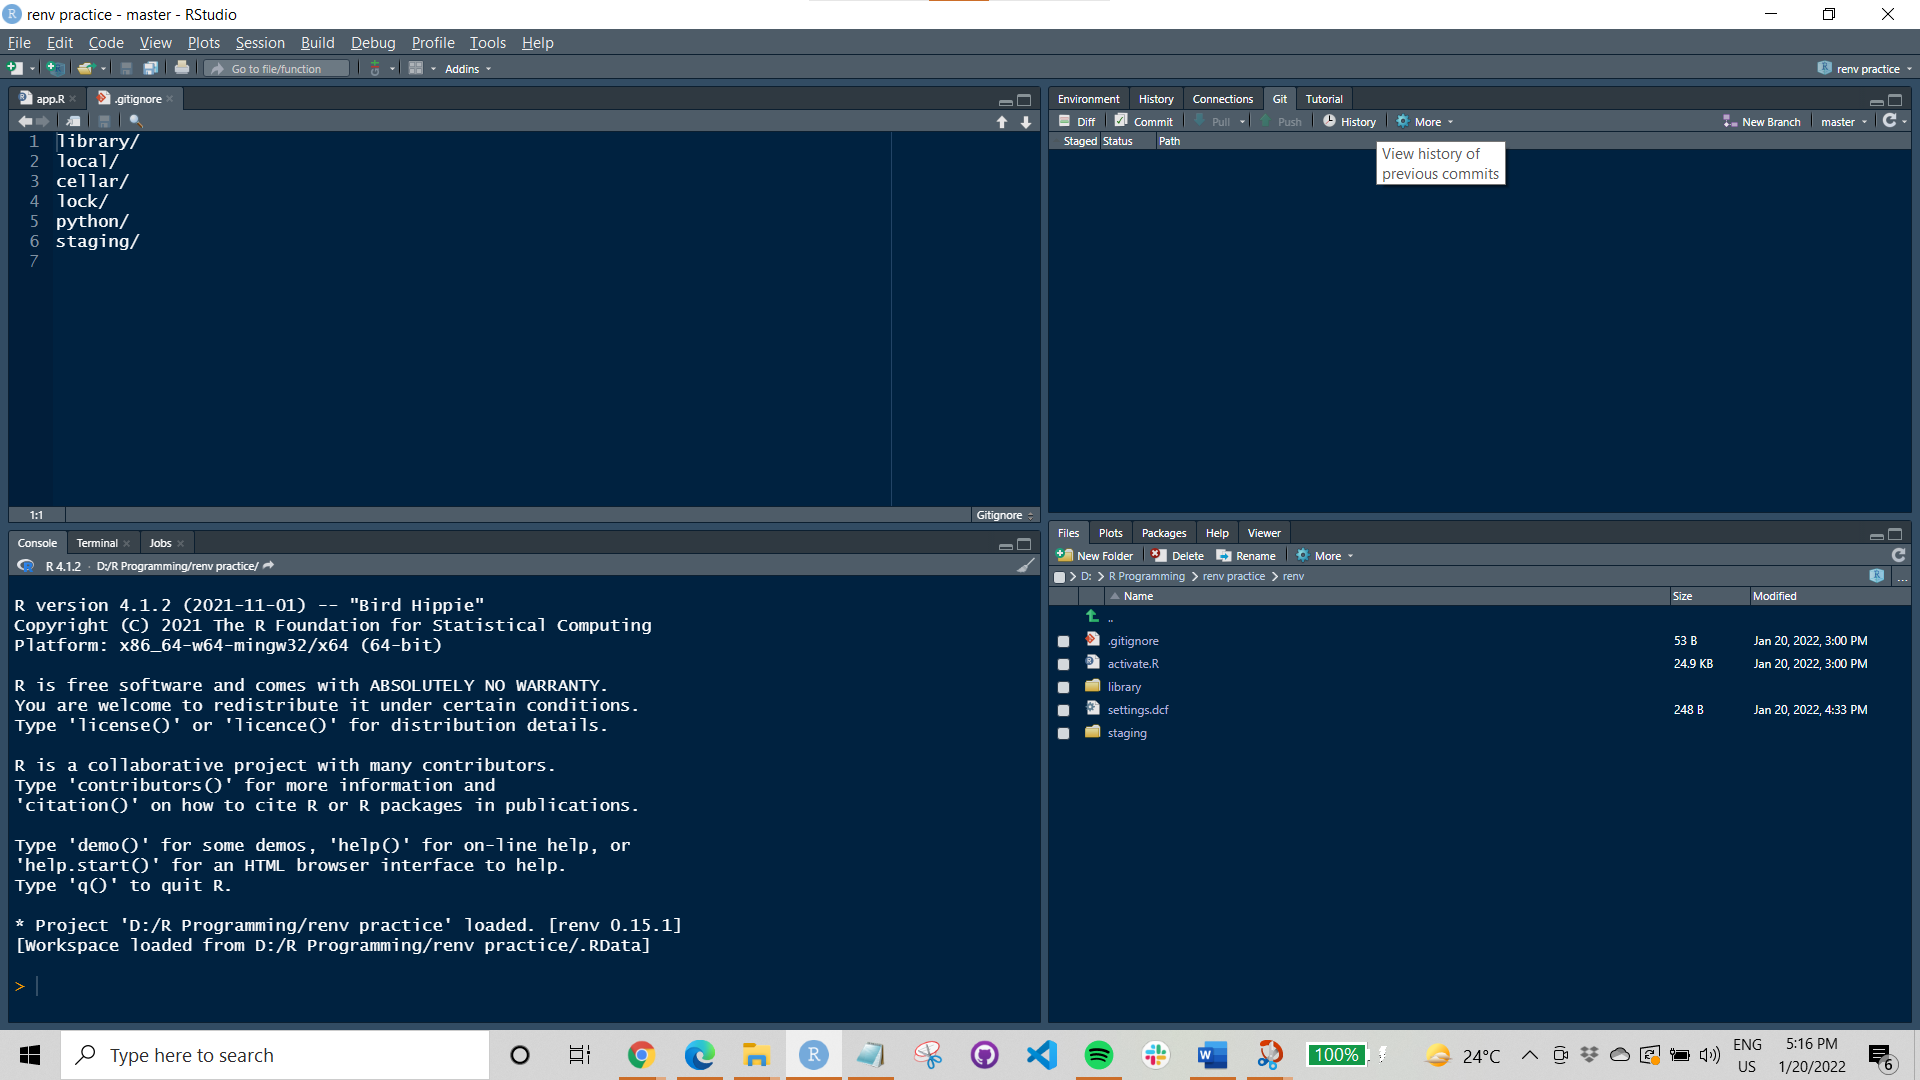 renv practice - master - RStudio
File Edit Code View Plots Session Build Debug Profile Tools Help
Go to file/function Addins renv practice
app.R .gitignore
1 library/
2 local/
3 cellar/
4 lock/
5 python/
6 staging/
7
1:1 Gitignore
Environment History Connections Git Tutorial
Diff Commit Pull Push History More New Branch master
Staged Status Path
View history of
previous commits
Console Terminal Jobs
R 4.1.2 · D:/R Programming/renv practice/
R version 4.1.2 (2021-11-01) -- "Bird Hippie"
Copyright (C) 2021 The R Foundation for Statistical Computing
Platform: x86_64-w64-mingw32/x64 (64-bit)
R is free software and comes with ABSOLUTELY NO WARRANTY.
You are welcome to redistribute it under certain conditions.
Type 'license()' or 'licence()' for distribution details.
R is a collaborative project with many contributors.
Type 'contributors()' for more information and
'citation()' on how to cite R or R packages in publications.
Type 'demo()' for some demos, 'help()' for on-line help, or
'help.start()' for an HTML browser interface to help.
Type 'q()' to quit R.
* Project 'D:/R Programming/renv practice' loaded. [renv 0.15.1]
[Workspace loaded from D:/R Programming/renv practice/.RData]
>
Files Plots Packages Help Viewer
New Folder Delete Rename More
D: R Programming renv practice renv ...
Name Size Modified
..
.gitignore 53 B Jan 20, 2022, 3:00 PM
activate.R 24.9 KB Jan 20, 2022, 3:00 PM
library
settings.dcf 248 B Jan 20, 2022, 4:33 PM
staging
Type here to search
100%
24°C
ENG
US
5:16 PM
1/20/2022
6